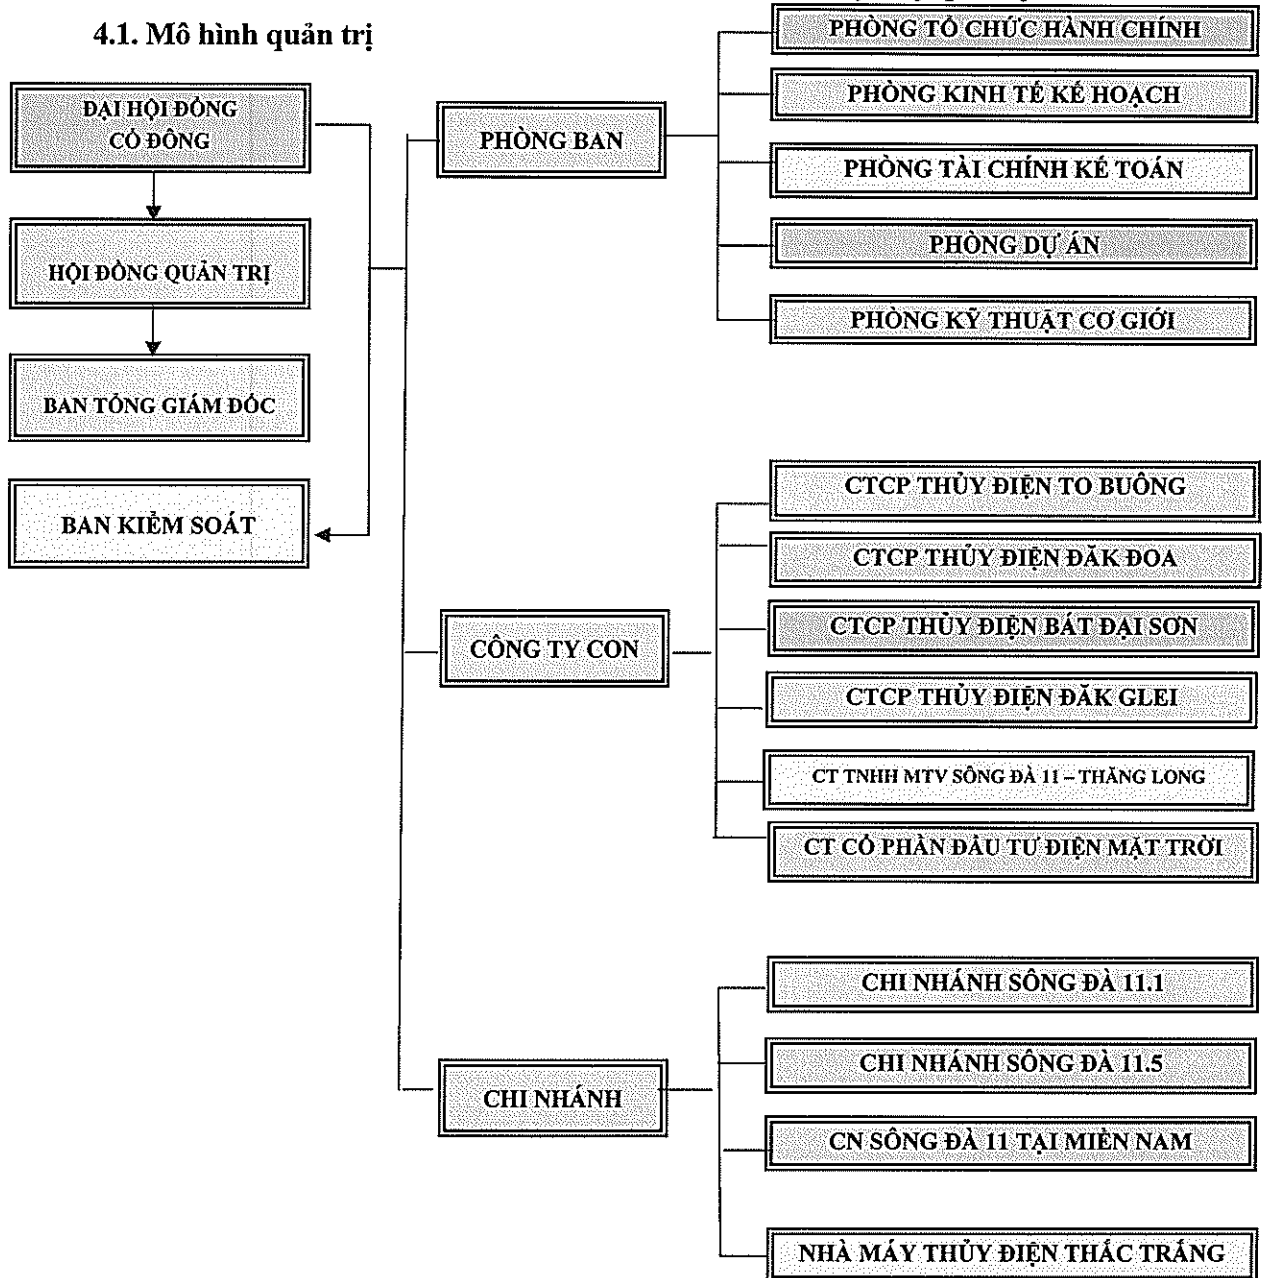 4.1. Mô hình quản trị
ĐẠI HỘI ĐỒNG
CỔ ĐÔNG
HỘI ĐỒNG QUẢN TRỊ
BAN TỔNG GIÁM ĐỐC
BAN KIỂM SOÁT
PHÒNG BAN
PHÒNG TỔ CHỨC HÀNH CHÍNH
PHÒNG KINH TẾ KẾ HOẠCH
PHÒNG TÀI CHÍNH KẾ TOÁN
PHÒNG DỰ ÁN
PHÒNG KỸ THUẬT CƠ GIỚI
CÔNG TY CON
CTCP THỦY ĐIỆN TO BUÔNG
CTCP THỦY ĐIỆN ĐĂK ĐOA
CTCP THỦY ĐIỆN BÁT ĐẠI SƠN
CTCP THỦY ĐIỆN ĐĂK GLEI
CT TNHH MTV SÔNG ĐÀ 11 – THĂNG LONG
CT CỔ PHẦN ĐẦU TƯ ĐIỆN MẶT TRỜI
CHI NHÁNH
CHI NHÁNH SÔNG ĐÀ 11.1
CHI NHÁNH SÔNG ĐÀ 11.5
CN SÔNG ĐÀ 11 TẠI MIỀN NAM
NHÀ MÁY THỦY ĐIỆN THÁC TRẮNG